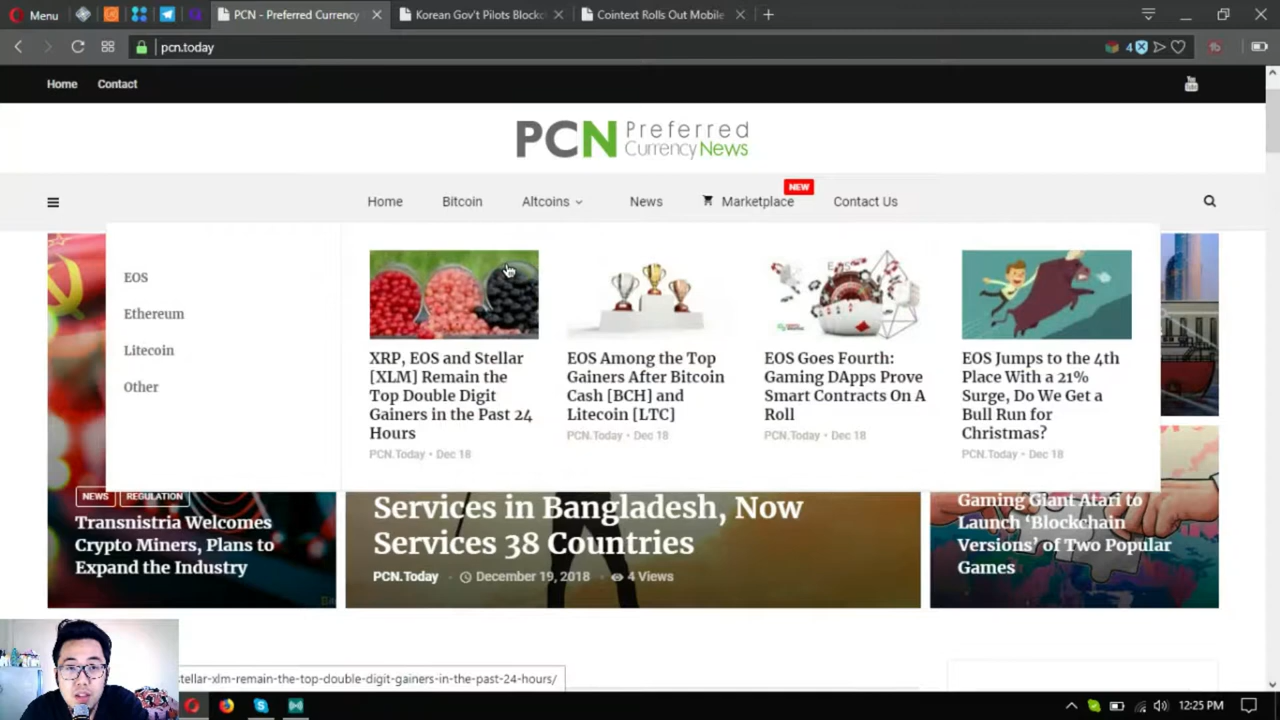 Menu
PCN - Preferred Currency
Korean Gov't Pilots Blockc
Cointext Rolls Out Mobile
pcn.today
4
Home
Contact
You
Tube
PCN Preferred
Currency News
NEW
Home
Bitcoin
Altcoins
News
Marketplace
Contact Us
EOS
Ethereum
Litecoin
Other
XRP, EOS and Stellar
[XLM] Remain the
Top Double Digit
Gainers in the Past 24
Hours
PCN.Today • Dec 18
EOS Among the Top
Gainers After Bitcoin
Cash [BCH] and
Litecoin [LTC]
PCN.Today • Dec 18
EOS Goes Fourth:
Gaming DApps Prove
Smart Contracts On A
Roll
PCN.Today • Dec 18
EOS Jumps to the 4th
Place With a 21%
Surge, Do We Get a
Bull Run for
Christmas?
PCN.Today • Dec 18
NEWS
REGULATION
Transnistria Welcomes
Crypto Miners, Plans to
Expand the Industry
Services in Bangladesh, Now
Services 38 Countries
PCN.Today
December 19, 2018
4 Views
Gaming Giant Atari to
Launch ‘Blockchain
Versions’ of Two Popular
Games
stellar-xlm-remain-the-top-double-digit-gainers-in-the-past-24-hours/
12:25 PM